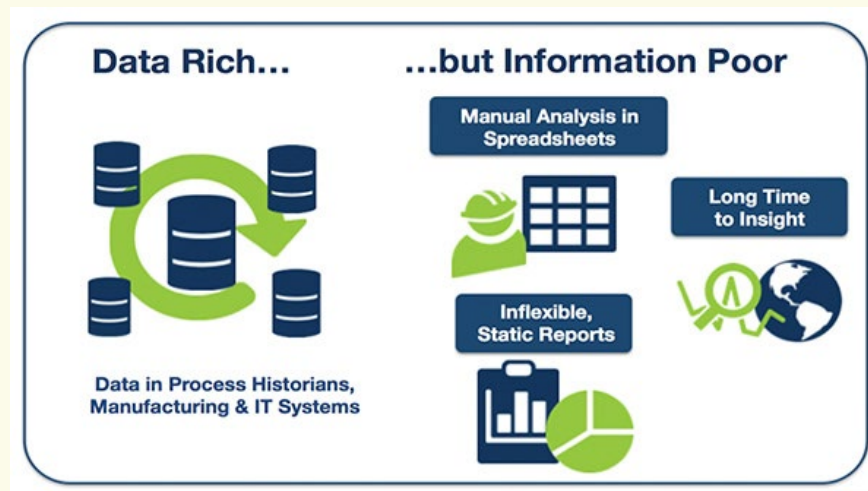 Data Rich...
...but Information Poor
Manual Analysis in
Spreadsheets
Long Time
to Insight
Inflexible,
Static Reports
Data in Process Historians,
Manufacturing & IT Systems